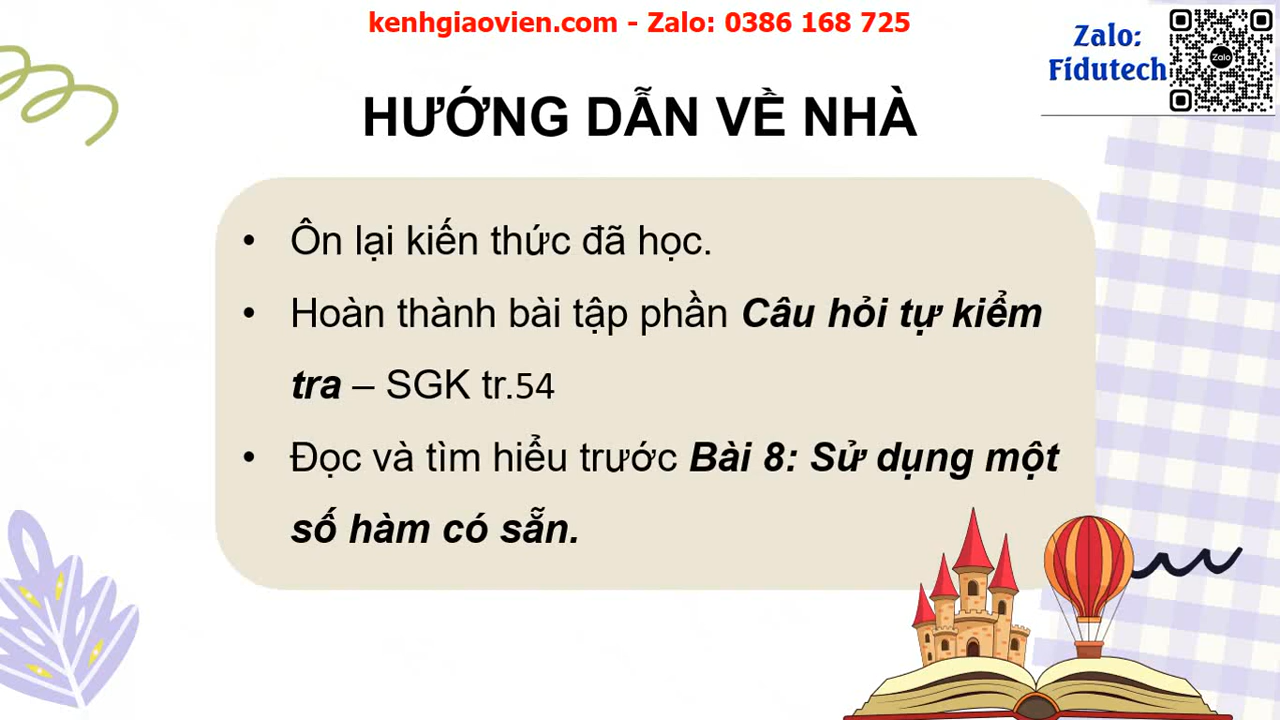 kenhgiaovien.com - Zalo: 0386 168 725
Zalo:
Fidutech
Zalo
HƯỚNG DẪN VỀ NHÀ
• Ôn lại kiến thức đã học.
• Hoàn thành bài tập phần Câu hỏi tự kiểm
tra – SGK tr.54
• Đọc và tìm hiểu trước Bài 8: Sử dụng một
số hàm có sẵn.